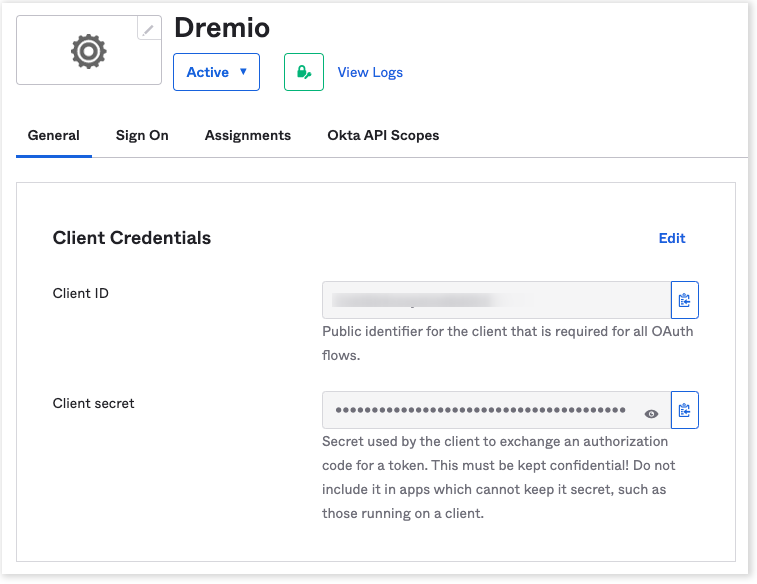 Dremio
Active
View Logs
General
Sign On
Assignments
Okta API Scopes
Client Credentials
Edit
Client ID
Public identifier for the client that is required for all OAuth
flows.
Client secret
••••••••••••••••••••••••••••••••••••••••
Secret used by the client to exchange an authorization
code for a token. This must be kept confidential! Do not
include it in apps which cannot keep it secret, such as
those running on a client.